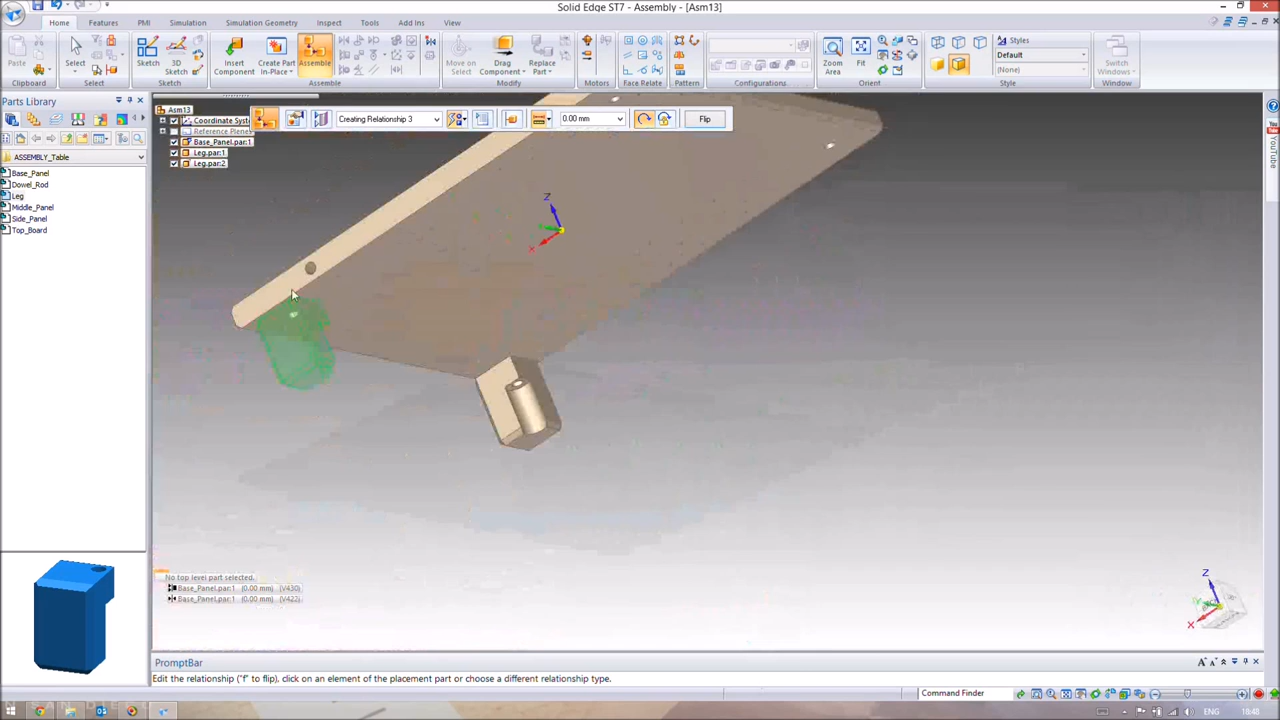 Solid Edge ST7 - Assembly - [Asm13]
Home Features PMI Simulation Simulation Geometry Inspect Tools Add Ins View
Paste
Select
Sketch
3D
Sketch
Insert
Component
Create Part
In-Place
Assemble
Move on
Select
Drag
Component
Replace
Part
Pattern
Zoom
Area
Fit
Styles
Default
(None)
Switch
Windows
Clipboard Select Sketch Assemble Modify Face Relate Pattern Motors Configurations... Orient Style Window
Parts Library
ASSEMBLY_Table
Base_Panel
Dowel_Rod
Leg
Middle_Panel
Side_Panel
Top_Board
Asm13
Coordinate Syst
Reference Planes
Base_Panel.par:1
Leg.par:1
Leg.par:2
Creating Relationship 3
0.00 mm
Flip
YouTube
Z
X
No top level part selected.
Base_Panel.par:1 (0.00 mm) (V430)
Base_Panel.par:1 (0.00 mm) (V422)
Z
X
PromptBar
Edit the relationship ("f" to flip), click on an element of the placement part or choose a different relationship type.
Command Finder
ENG 18:48